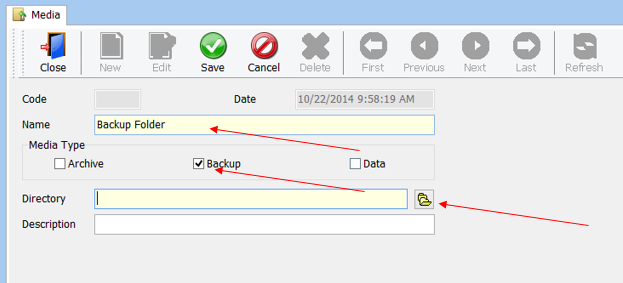 Media
Close New Edit Save Cancel Delete First Previous Next Last Refresh
Code Date 10/22/2014 9:58:19 AM
Name Backup Folder
Media Type
Archive Backup Data
Directory
Description